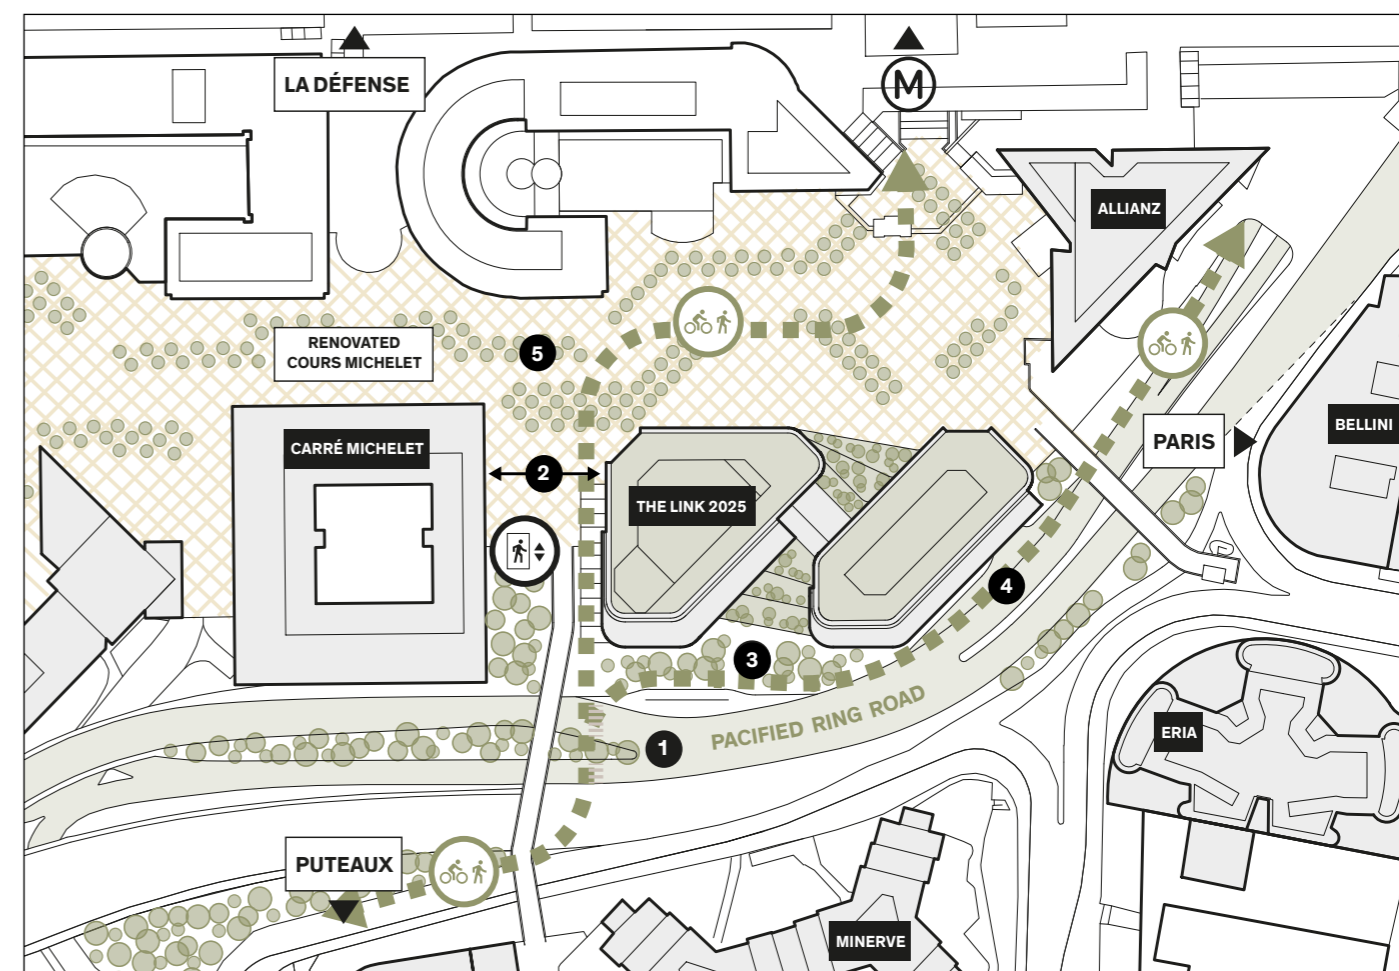 LA DÉFENSE
M
ALLIANZ
RENOVATED
COURS MICHELET
5
PARIS
BELLINI
CARRÉ MICHELET
2
THE LINK 2025
4
3
PACIFIED RING ROAD
1
ERIA
PUTEAUX
MINERVE